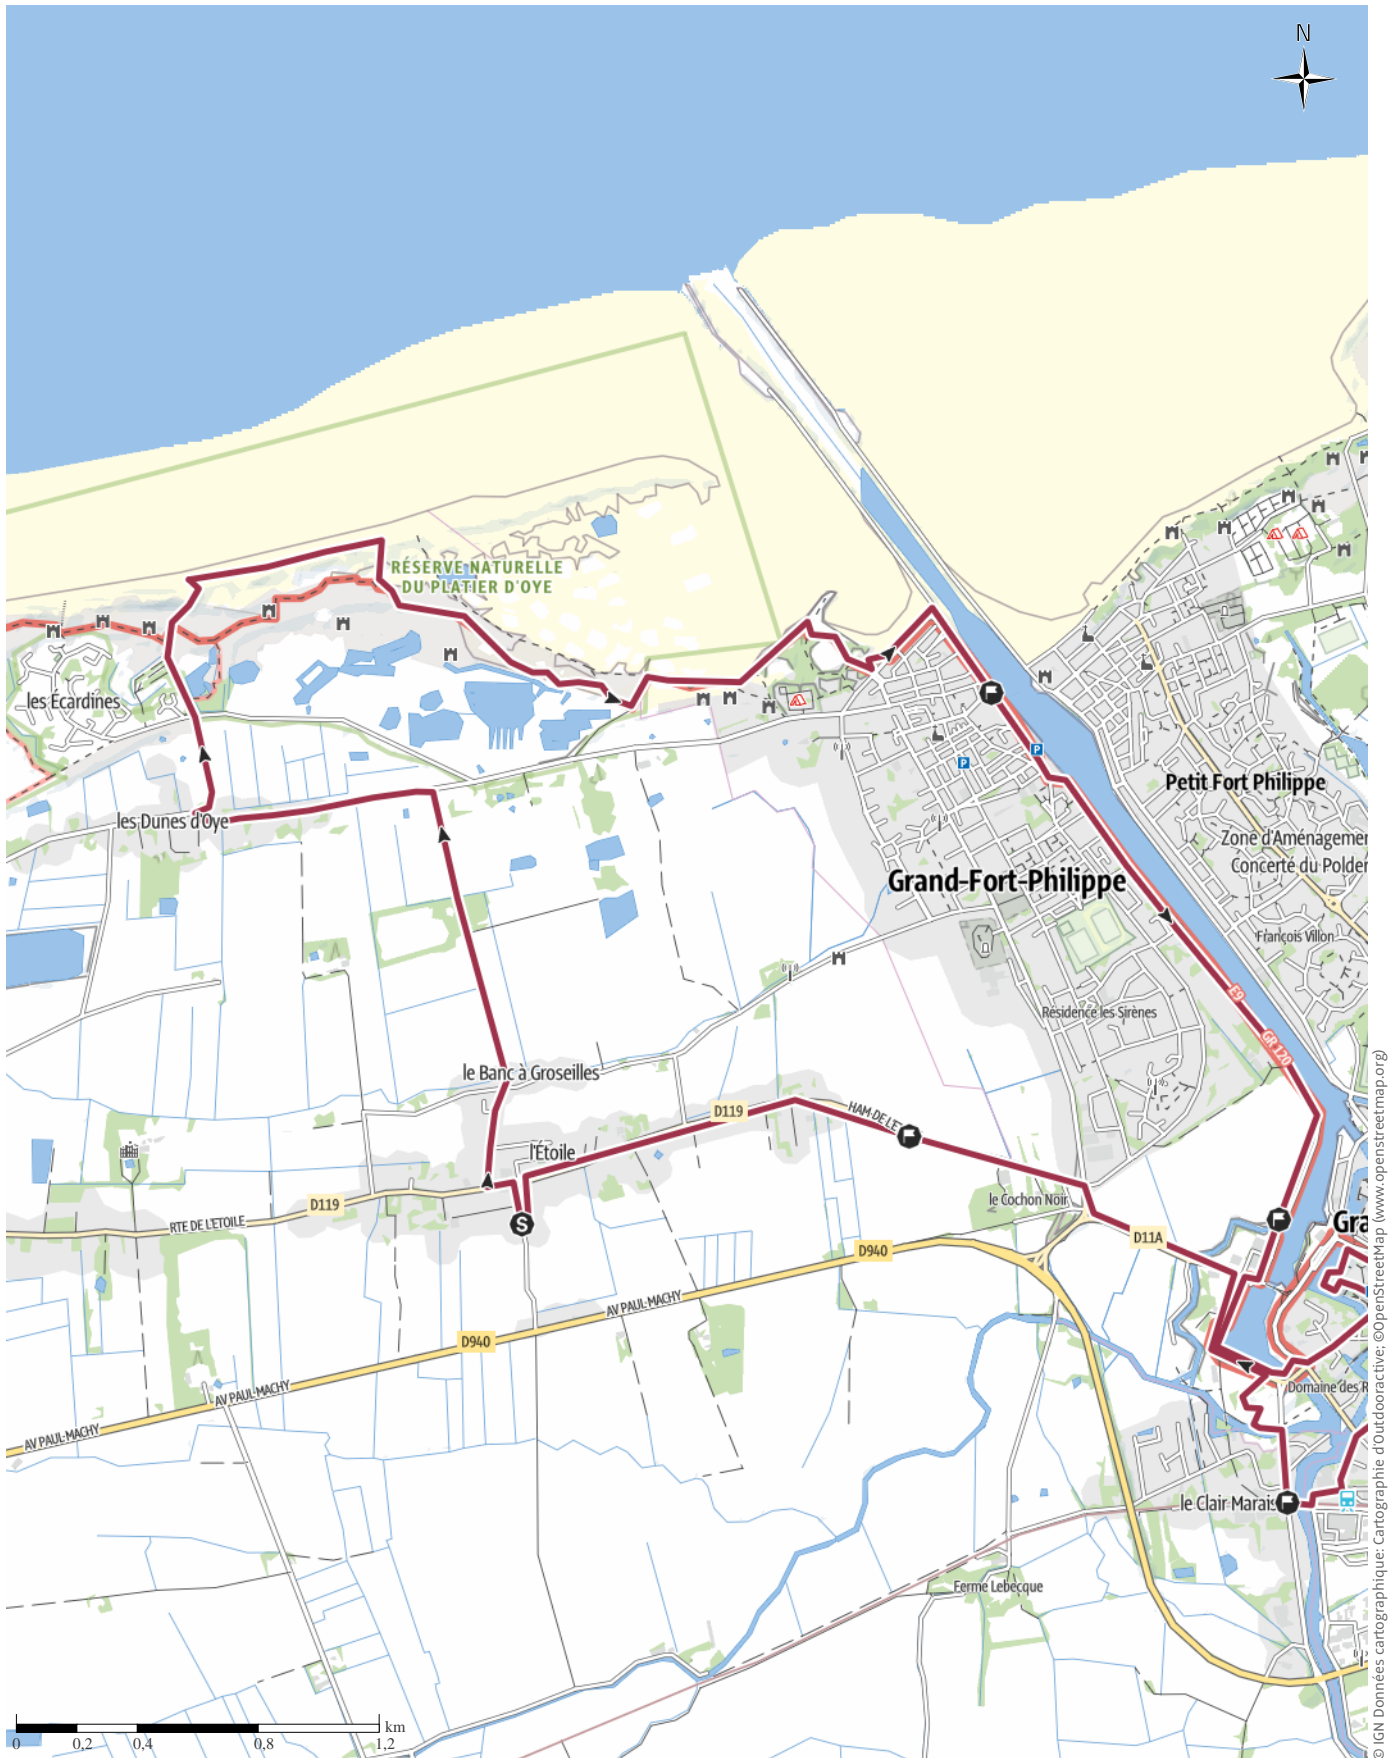 N
RÉSERVE NATURELLE
DU PLATIER D'OYE
les Écardines
P
P
Petit Fort Philippe
les Dunes d'Oye
Zone d'Aménagemen
Concerté du Polder
Grand-Fort-Philippe
François Villon
E9
Résidence les Sirènes
GR 120
le Banc à Groseilles
D119
HAM·DE·LE
l'Étoile
le Cochon Noir
D119
RTE DE L'ETOILE
S
Gra
D11A
D940
AV PAUL-MACHY
D940
Domaine des R
AV PAUL-MACHY
AV PAUL-MACHY
le Clair Marais
Ferme Lebecque
km
0 0,2 0,4 0,8 1,2
© IGN Données cartographique: Cartographie d'Outdooractive; ©OpenStreetMap (www.openstreetmap.org)